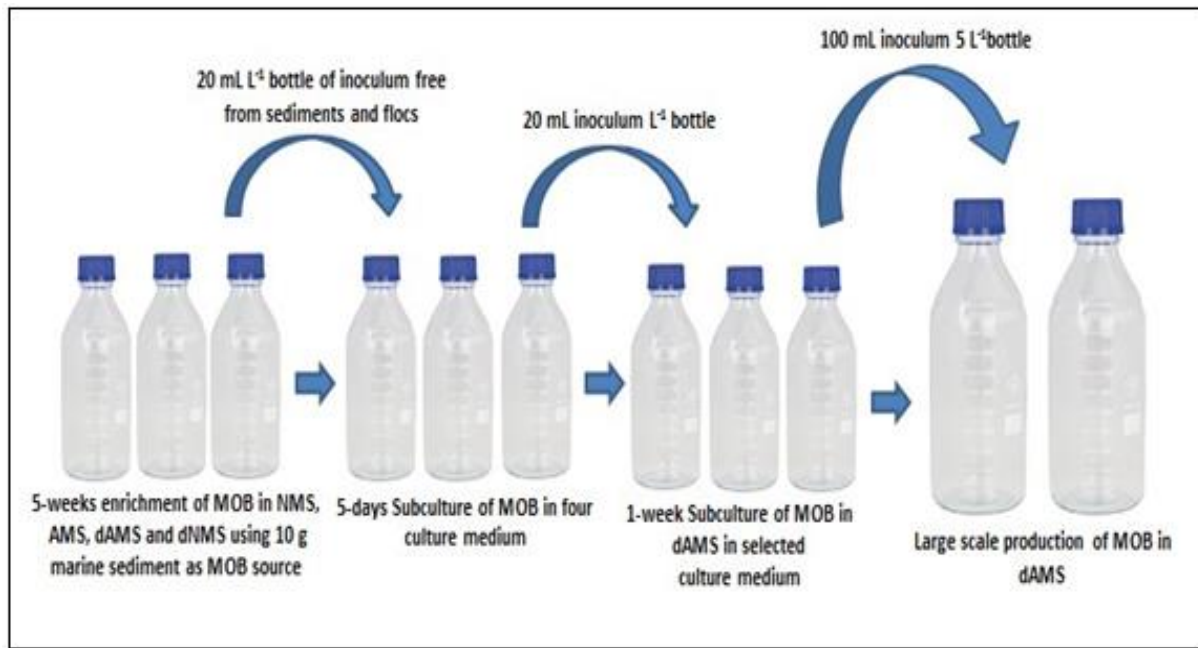 20 mL L⁻¹ bottle of inoculum free
from sediments and flocs
20 mL inoculum L⁻¹ bottle
100 mL inoculum 5 L⁻¹bottle
5-weeks enrichment of MOB in NMS,
AMS, dAMS and dNMS using 10 g
marine sediment as MOB source
5-days Subculture of MOB in four
culture medium
1-week Subculture of MOB in
dAMS in selected
culture medium
Large scale production of MOB in
dAMS